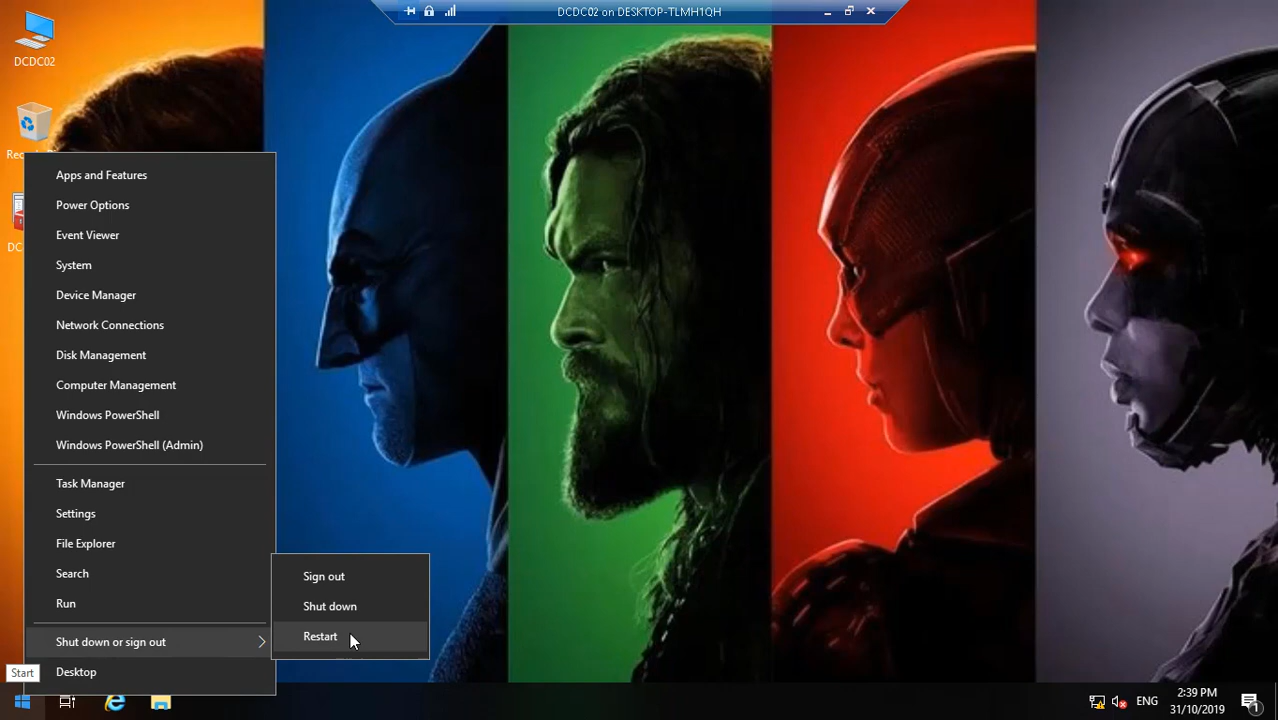 DCDC02 on DESKTOP-TLMH1QH
DCDC02
Apps and Features
Power Options
Event Viewer
System
Device Manager
Network Connections
Disk Management
Computer Management
Windows PowerShell
Windows PowerShell (Admin)
Task Manager
Settings
File Explorer
Search
Run
Shut down or sign out
Desktop
Sign out
Shut down
Restart
Start
ENG
2:39 PM
31/10/2019
1